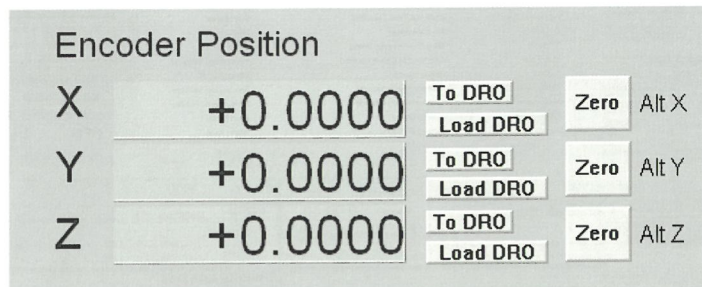 Encoder Position
X +0.0000 To DRO Load DRO Zero Alt X
Y +0.0000 To DRO Load DRO Zero Alt Y
Z +0.0000 To DRO Load DRO Zero Alt Z